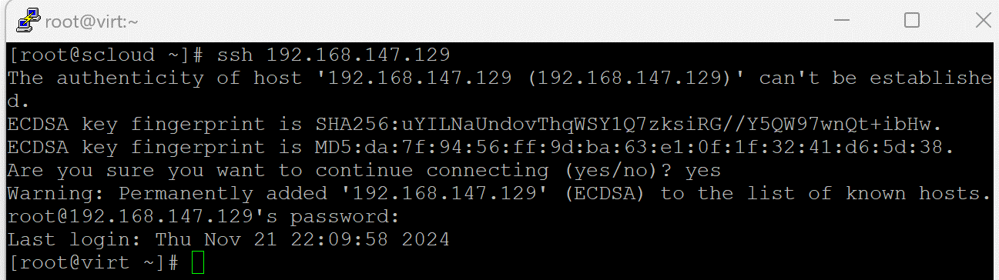 root@virt:~
[root@scloud ~]# ssh 192.168.147.129
The authenticity of host '192.168.147.129 (192.168.147.129)' can't be establishe
d.
ECDSA key fingerprint is SHA256:uYILNaUndovThqWSY1Q7zksiRG//Y5QW97wnQt+ibHw.
ECDSA key fingerprint is MD5:da:7f:94:56:ff:9d:ba:63:e1:0f:1f:32:41:d6:5d:38.
Are you sure you want to continue connecting (yes/no)? yes
Warning: Permanently added '192.168.147.129' (ECDSA) to the list of known hosts.
root@192.168.147.129's password:
Last login: Thu Nov 21 22:09:58 2024
[root@virt ~]#